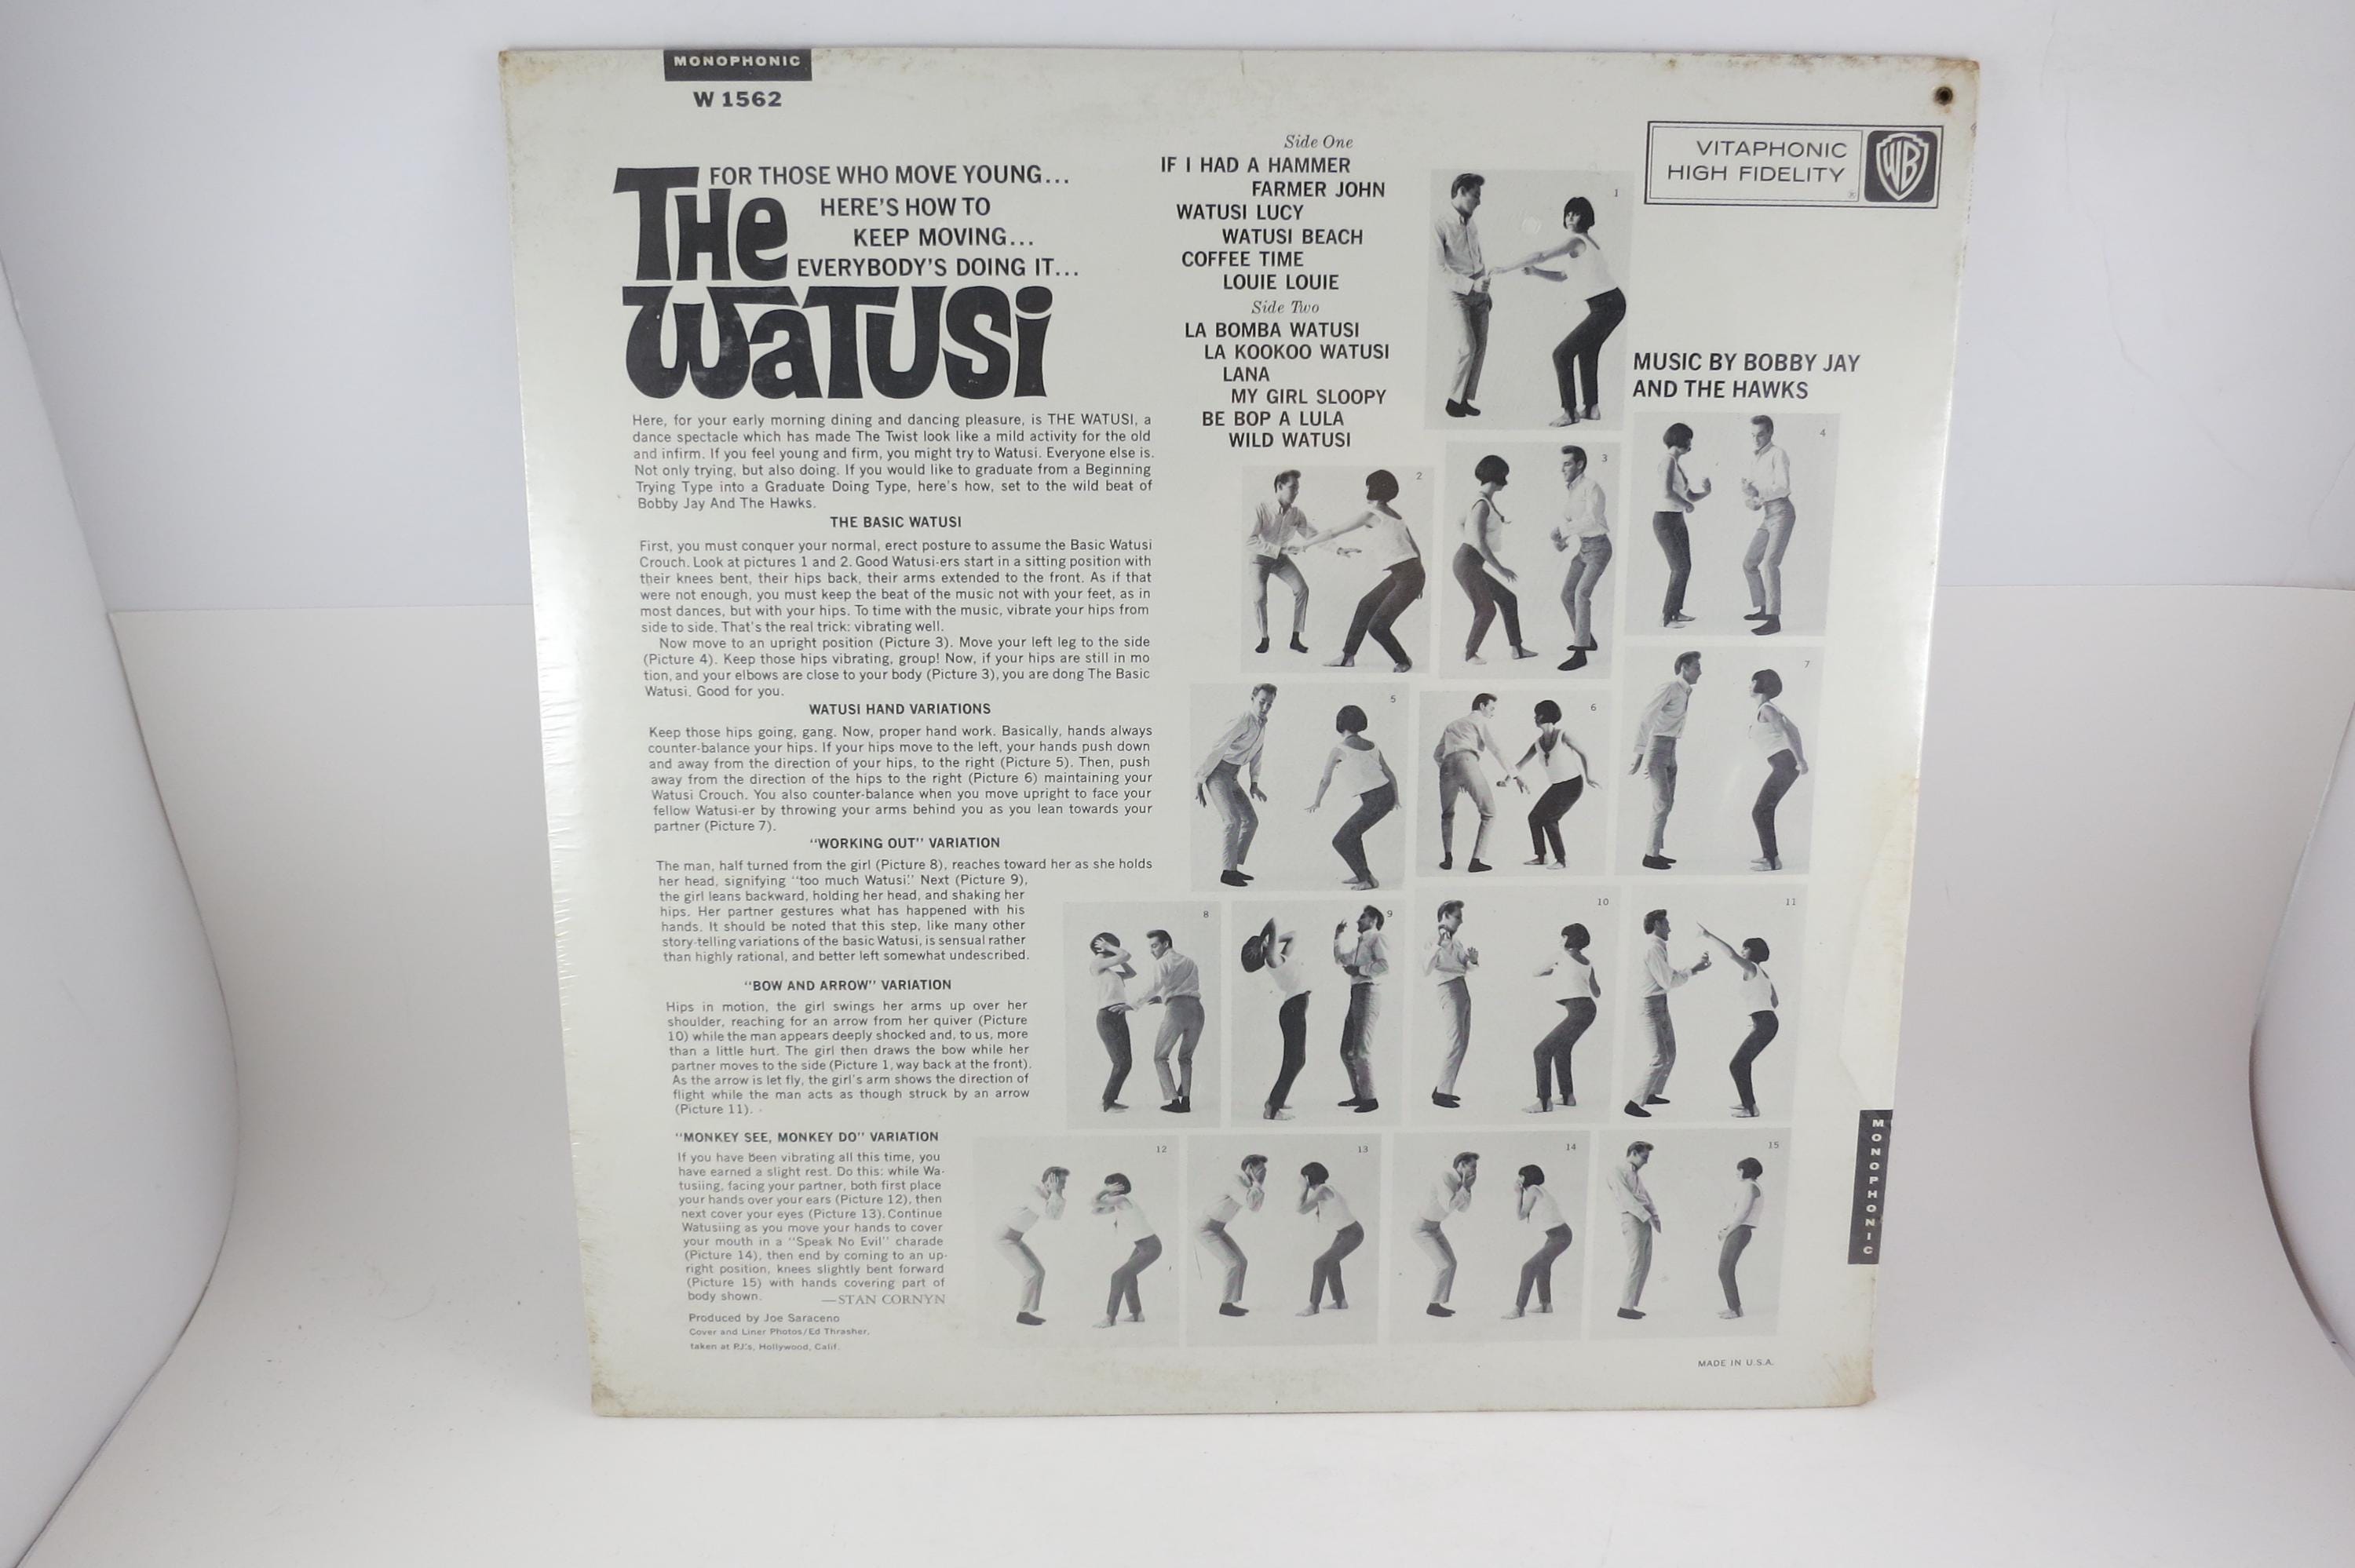 MONOPHONIC
W 1562
FOR THOSE WHO MOVE YOUNG...
HERE'S HOW TO
KEEP MOVING...
EVERYBODY'S DOING IT...
THe
WaTUSi
Here, for your early morning dining and dancing pleasure, is THE WATUSI, a
dance spectacle which has made The Twist look like a mild activity for the old
and infirm. If you feel young and firm, you might try to Watusi. Everyone else is.
Not only trying, but also doing. If you would like to graduate from a Beginning
Trying Type into a Graduate Doing Type, here's how, set to the wild beat of
Bobby Jay And The Hawks.
THE BASIC WATUSI
First, you must conquer your normal, erect posture to assume the Basic Watusi
Crouch. Look at pictures 1 and 2. Good Watusi-ers start in a sitting position with
their knees bent, their hips back, their arms extended to the front. As if that
were not enough, you must keep the beat of the music not with your feet, as in
most dances, but with your hips. To time with the music, vibrate your hips from
side to side. That's the real trick: vibrating well.
Now move to an upright position (Picture 3). Move your left leg to the side
(Picture 4). Keep those hips vibrating, group! Now, if your hips are still in mo
tion, and your elbows are close to your body (Picture 3), you are dong The Basic
Watusi. Good for you.
WATUSI HAND VARIATIONS
Keep those hips going, gang. Now, proper hand work. Basically, hands always
counter-balance your hips. If your hips move to the left, your hands push down
and away from the direction of your hips, to the right (Picture 5). Then, push
away from the direction of the hips to the right (Picture 6) maintaining your
Watusi Crouch. You also counter-balance when you move upright to face your
fellow Watusi-er by throwing your arms behind you as you lean towards your
partner (Picture 7).
"WORKING OUT" VARIATION
The man, half turned from the girl (Picture 8), reaches toward her as she holds
her head, signifying "too much Watusi." Next (Picture 9),
the girl leans backward, holding her head, and shaking her
hips. Her partner gestures what has happened with his
hands. It should be noted that this step, like many other
story-telling variations of the basic Watusi, is sensual rather
than highly rational, and better left somewhat undescribed.
"BOW AND ARROW" VARIATION
Hips in motion, the girl swings her arms up over her
shoulder, reaching for an arrow from her quiver (Picture
10) while the man appears deeply shocked and, to us, more
than a little hurt. The girl then draws the bow while her
partner moves to the side (Picture 1, way back at the front).
As the arrow is let fly, the girl's arm shows the direction of
flight while the man acts as though struck by an arrow
(Picture 11).
"MONKEY SEE, MONKEY DO" VARIATION
If you have been vibrating all this time, you
have earned a slight rest. Do this: while Wa-
tusiing, facing your partner, both first place
your hands over your ears (Picture 12), then
next cover your eyes (Picture 13). Continue
Watusiing as you move your hands to cover
your mouth in a "Speak No Evil" charade
(Picture 14), then end by coming to an up-
right position, knees slightly bent forward
(Picture 15) with hands covering part of
body shown.
—STAN CORNYN
Produced by Joe Saraceno
Cover and Liner Photos/Ed Thrasher,
taken at P.J.'s, Hollywood, Calif.
Side One
IF I HAD A HAMMER
FARMER JOHN
WATUSI LUCY
WATUSI BEACH
COFFEE TIME
LOUIE LOUIE
Side Two
LA BOMBA WATUSI
LA KOOKOO WATUSI
LANA
MY GIRL SLOOPY
BE BOP A LULA
WILD WATUSI
VITAPHONIC
HIGH FIDELITY
®
WB
MUSIC BY BOBBY JAY
AND THE HAWKS
1
2
3
4
5
6
7
8
9
10
11
12
13
14
15
MONOPHONIC
MADE IN U.S.A.